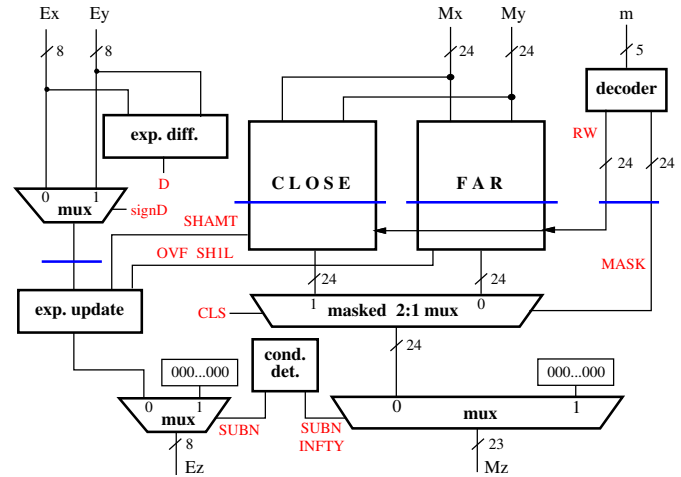 Ex Ey Mx My m
8 8 24 24 5
decoder
exp. diff.
RW
CLOSE FAR
24 24
D
0 1
mux
signD
SHAMT
OVF SH1L
MASK
24 24
exp. update
1 0
CLS
masked 2:1 mux
24
cond.
det.
000...000
000...000
0 1
0 1
mux
mux
SUBN
SUBN
INFTY
8
23
Ez
Mz